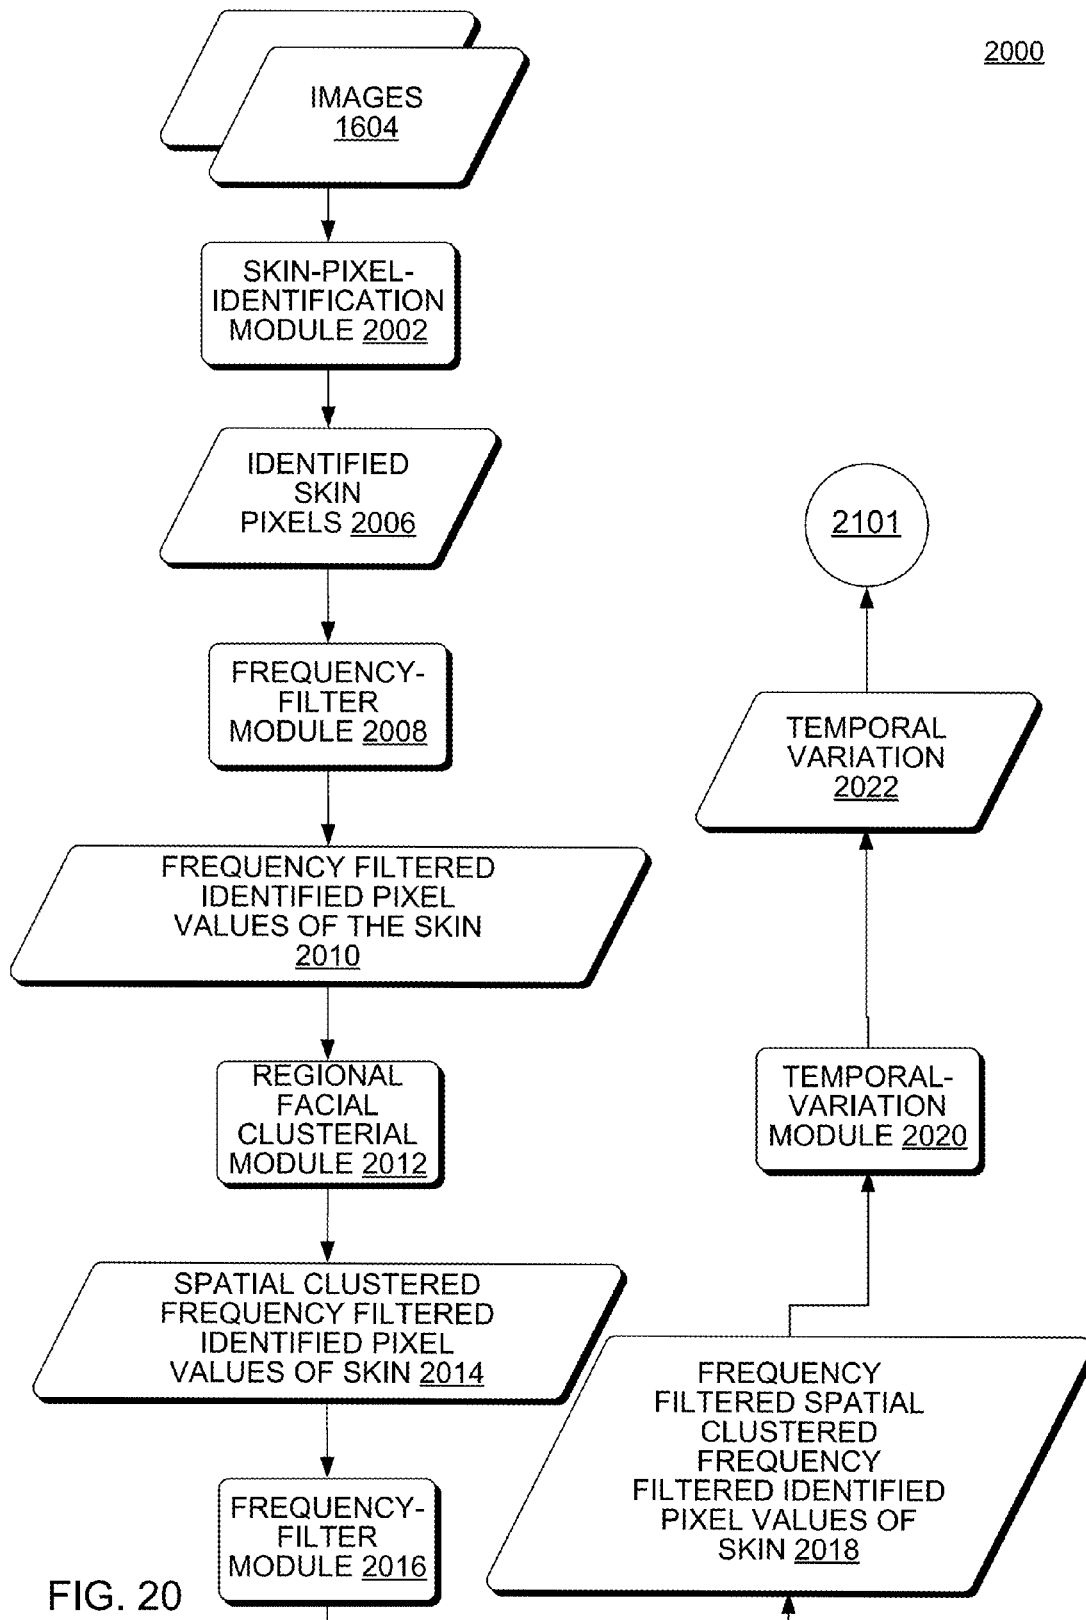 2000
IMAGES
1604
SKIN-PIXEL-
IDENTIFICATION
MODULE 2002
IDENTIFIED
SKIN
PIXELS 2006
FREQUENCY-
FILTER
MODULE 2008
FREQUENCY FILTERED
IDENTIFIED PIXEL
VALUES OF THE SKIN
2010
REGIONAL
FACIAL
CLUSTERIAL
MODULE 2012
SPATIAL CLUSTERED
FREQUENCY FILTERED
IDENTIFIED PIXEL
VALUES OF SKIN 2014
FREQUENCY-
FILTER
MODULE 2016
FREQUENCY
FILTERED SPATIAL
CLUSTERED
FREQUENCY
FILTERED IDENTIFIED
PIXEL VALUES OF
SKIN 2018
TEMPORAL-
VARIATION
MODULE 2020
TEMPORAL
VARIATION
2022
2101
FIG. 20